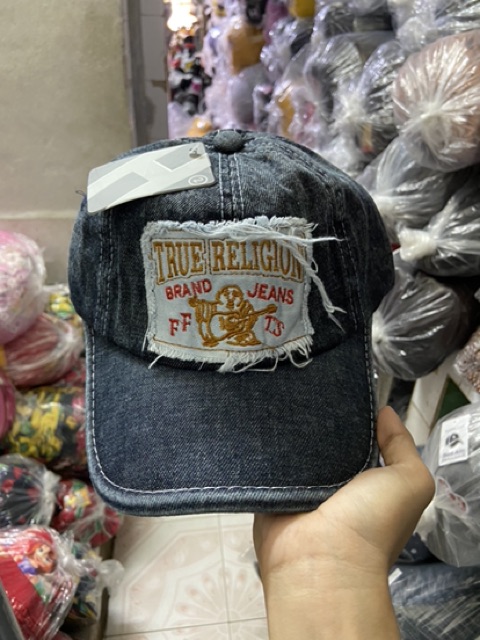 TRUE RELIGION
BRAND JEANS
FF TS